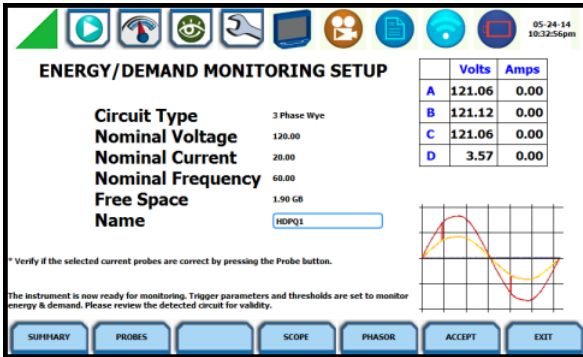 05-24-14
10:32:56pm
ENERGY/DEMAND MONITORING SETUP
Volts Amps
A 121.06 0.00
B 121.12 0.00
C 121.06 0.00
D 3.57 0.00
Circuit Type 3 Phase Wye
Nominal Voltage 120.00
Nominal Current 20.00
Nominal Frequency 60.00
Free Space 1.90 GB
Name HDPQ1
* Verify if the selected current probes are correct by pressing the Probe button.
The instrument is now ready for monitoring. Trigger parameters and thresholds are set to monitor
energy & demand. Please review the detected circuit for validity.
SUMMARY PROBES SCOPE PHASOR ACCEPT EXIT